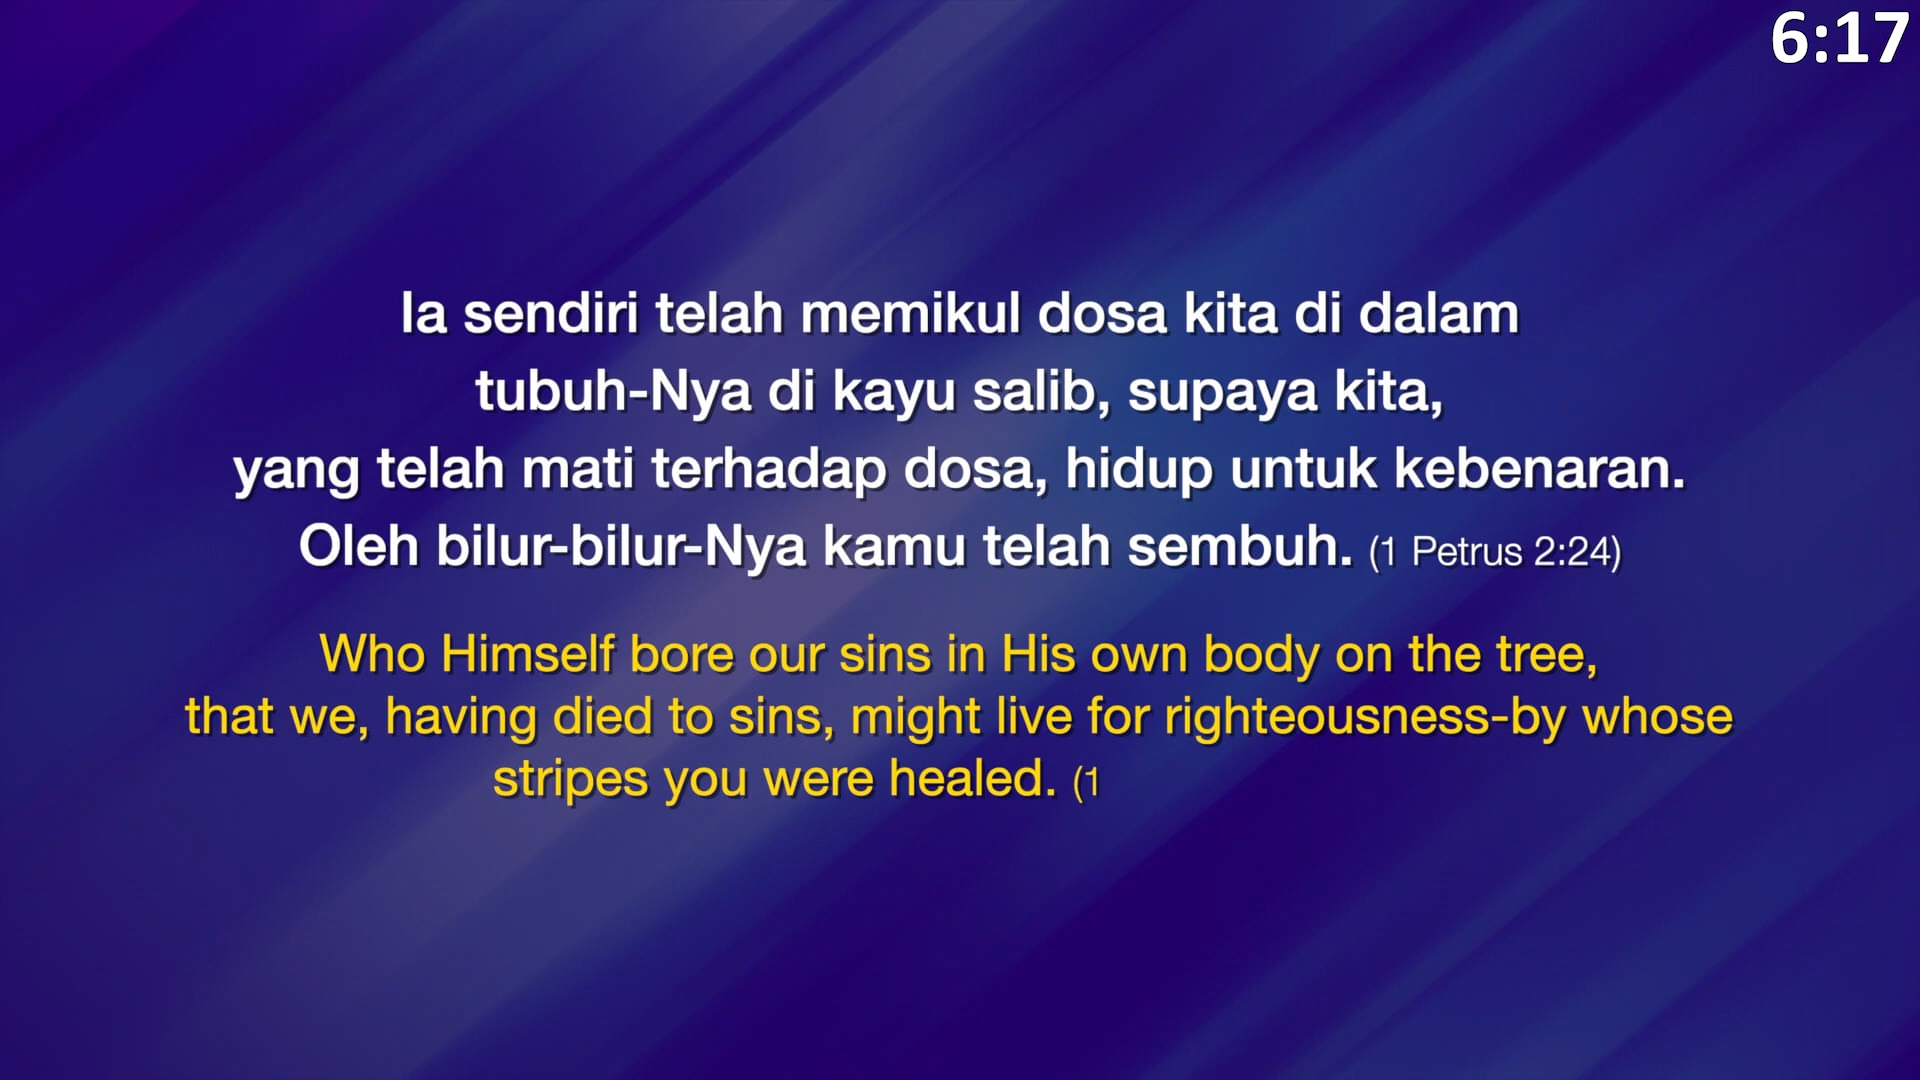 6:17
Ia sendiri telah memikul dosa kita di dalam
tubuh-Nya di kayu salib, supaya kita,
yang telah mati terhadap dosa, hidup untuk kebenaran.
Oleh bilur-bilur-Nya kamu telah sembuh. (1 Petrus 2:24)
Who Himself bore our sins in His own body on the tree,
that we, having died to sins, might live for righteousness-by whose
stripes you were healed. (1